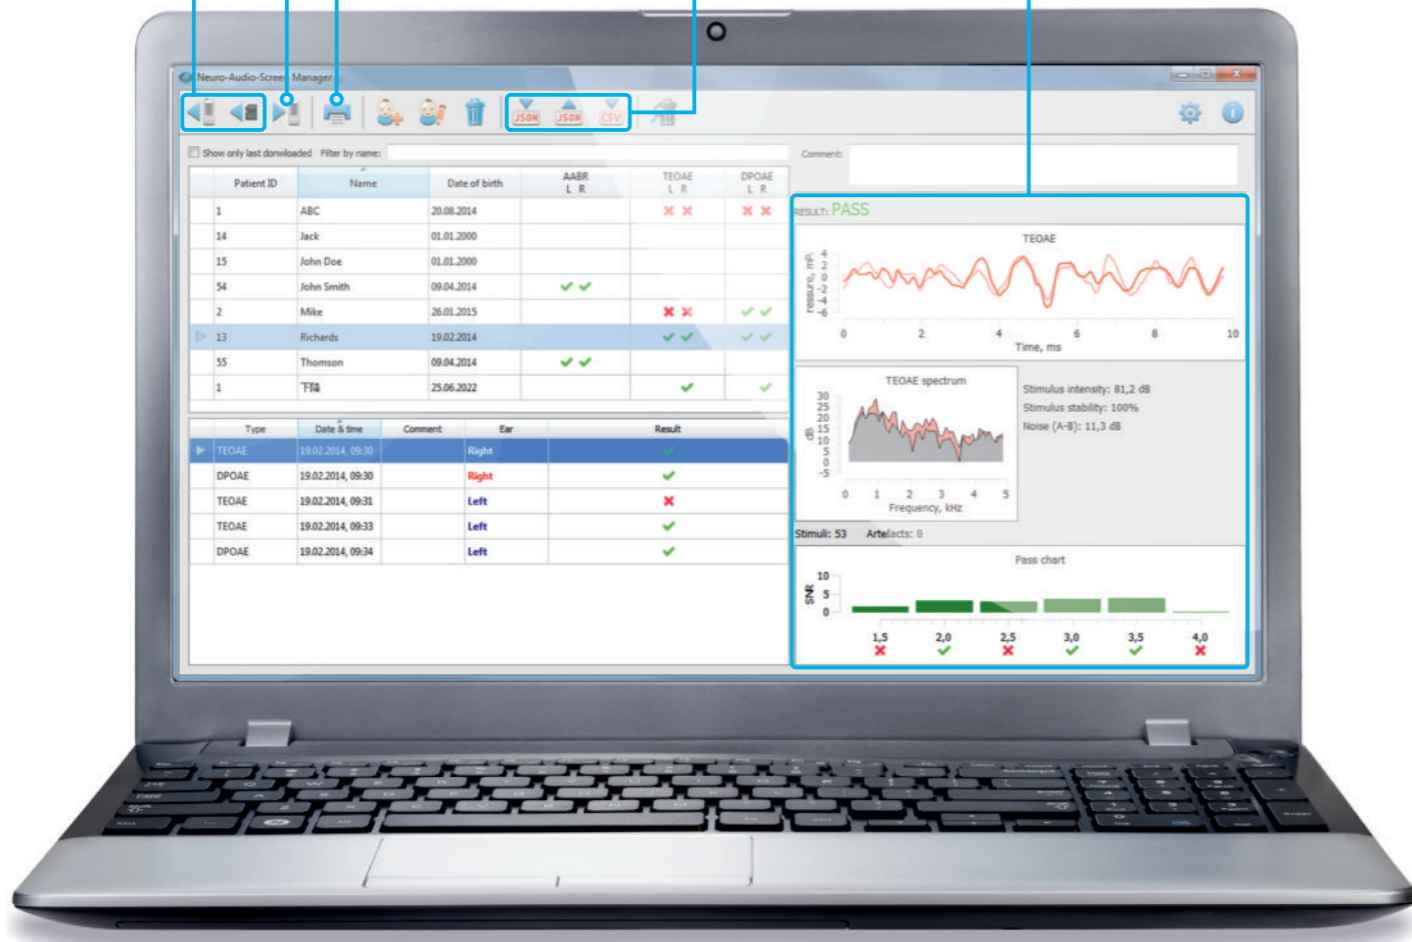 Neuro-Audio-Screen Manager
JSON JSON CSV
Show only last donwloaded Filter by name:
Comment:
Patient ID Name Date of birth AABR L R TEOAE L R DPOAE L R
1 ABC 20.08.2014
14 Jack 01.01.2000
15 John Doe 01.01.2000
54 John Smith 09.04.2014
2 Mike 26.01.2015
13 Richards 19.02.2014
55 Thomson 09.04.2014
1 下降 25.06.2022
Type Date & time Comment Ear Result
TEOAE 19.02.2014, 09:30 Right
DPOAE 19.02.2014, 09:30 Right
TEOAE 19.02.2014, 09:31 Left
TEOAE 19.02.2014, 09:33 Left
DPOAE 19.02.2014, 09:34 Left
RESULT: PASS
TEOAE
ressure, mP.
4
2
0
-2
-4
-6
0 2 4 6 8 10
Time, ms
TEOAE spectrum
dB
30
25
20
15
10
5
0
-5
0 1 2 3 4 5
Frequency, kHz
Stimulus intensity: 81,2 dB
Stimulus stability: 100%
Noise (A-B): 11,3 dB
Stimuli: 53 Artefacts: 0
Pass chart
SNR
10
5
0
1,5 2,0 2,5 3,0 3,5 4,0